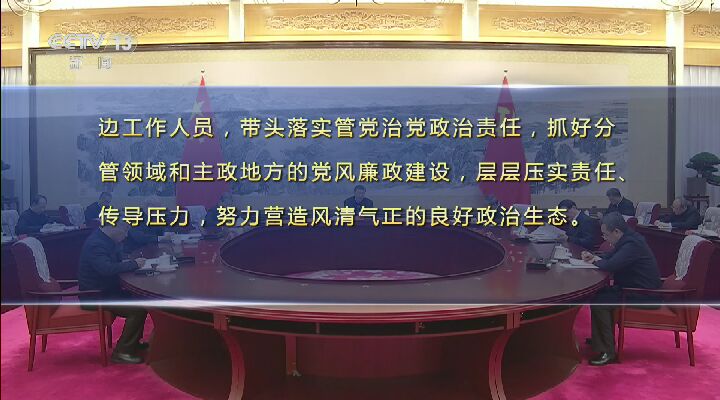 CCTV 13
新闻
边工作人员，带头落实管党治党政治责任，抓好分
管领域和主政地方的党风廉政建设，层层压实责任、
传导压力，努力营造风清气正的良好政治生态。